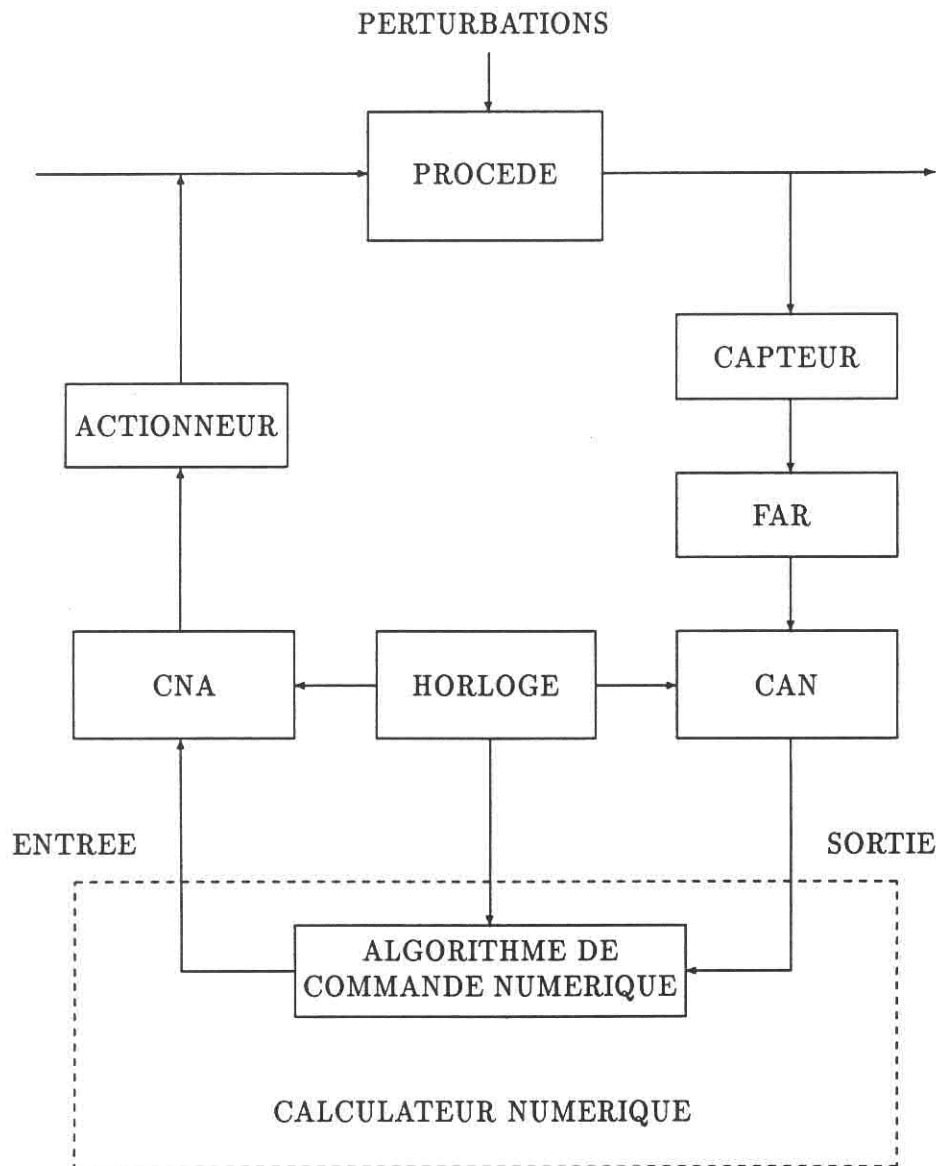 PERTURBATIONS
PROCEDE
CAPTEUR
ACTIONNEUR
FAR
CNA
HORLOGE
CAN
ENTREE
SORTIE
ALGORITHME DE
COMMANDE NUMERIQUE
CALCULATEUR NUMERIQUE